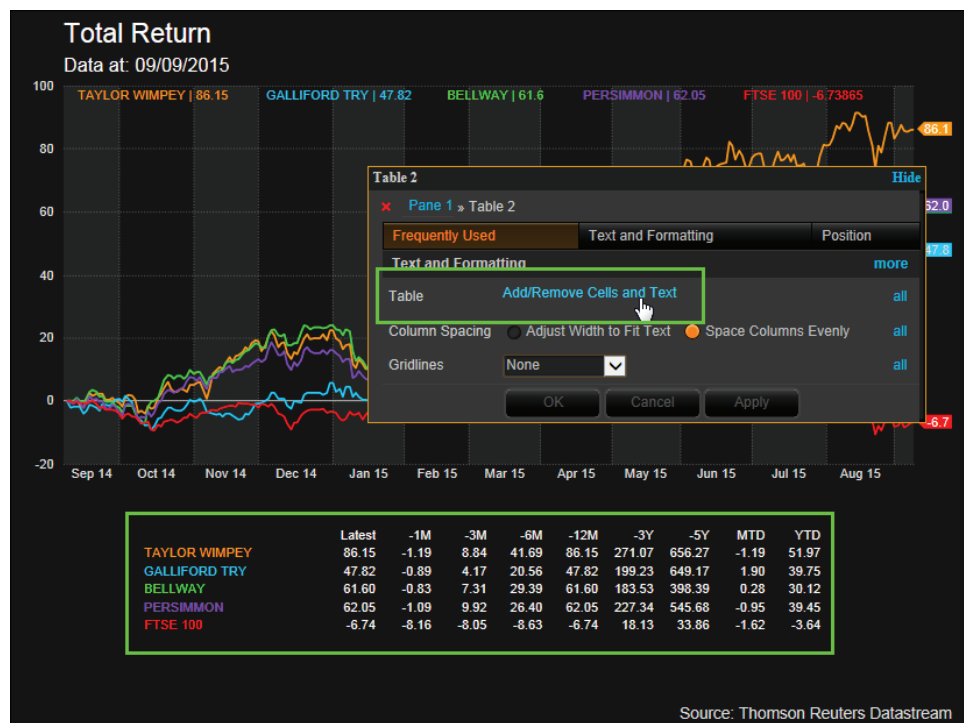 Total Return
Data at: 09/09/2015
100
TAYLOR WIMPEY | 86.15 GALLIFORD TRY | 47.82 BELLWAY | 61.6 PERSIMMON | 62.05 FTSE 100 | -6.73865
86.1
80
Table 2 Hide
× Pane 1 » Table 2
62.0
60
Frequently Used Text and Formatting Position
47.8
Text and Formatting more
40
Table Add/Remove Cells and Text all
20
Column Spacing Adjust Width to Fit Text Space Columns Evenly all
Gridlines None all
0
OK Cancel Apply
-6.7
-20
Sep 14 Oct 14 Nov 14 Dec 14 Jan 15 Feb 15 Mar 15 Apr 15 May 15 Jun 15 Jul 15 Aug 15
Latest -1M -3M -6M -12M -3Y -5Y MTD YTD
TAYLOR WIMPEY 86.15 -1.19 8.84 41.69 86.15 271.07 656.27 -1.19 51.97
GALLIFORD TRY 47.82 -0.89 4.17 20.56 47.82 199.23 649.17 1.90 39.75
BELLWAY 61.60 -0.83 7.31 29.39 61.60 183.53 398.39 0.28 30.12
PERSIMMON 62.05 -1.09 9.92 26.40 62.05 227.34 545.68 -0.95 39.45
FTSE 100 -6.74 -8.16 -8.05 -8.63 -6.74 18.13 33.86 -1.62 -3.64
Source: Thomson Reuters Datastream